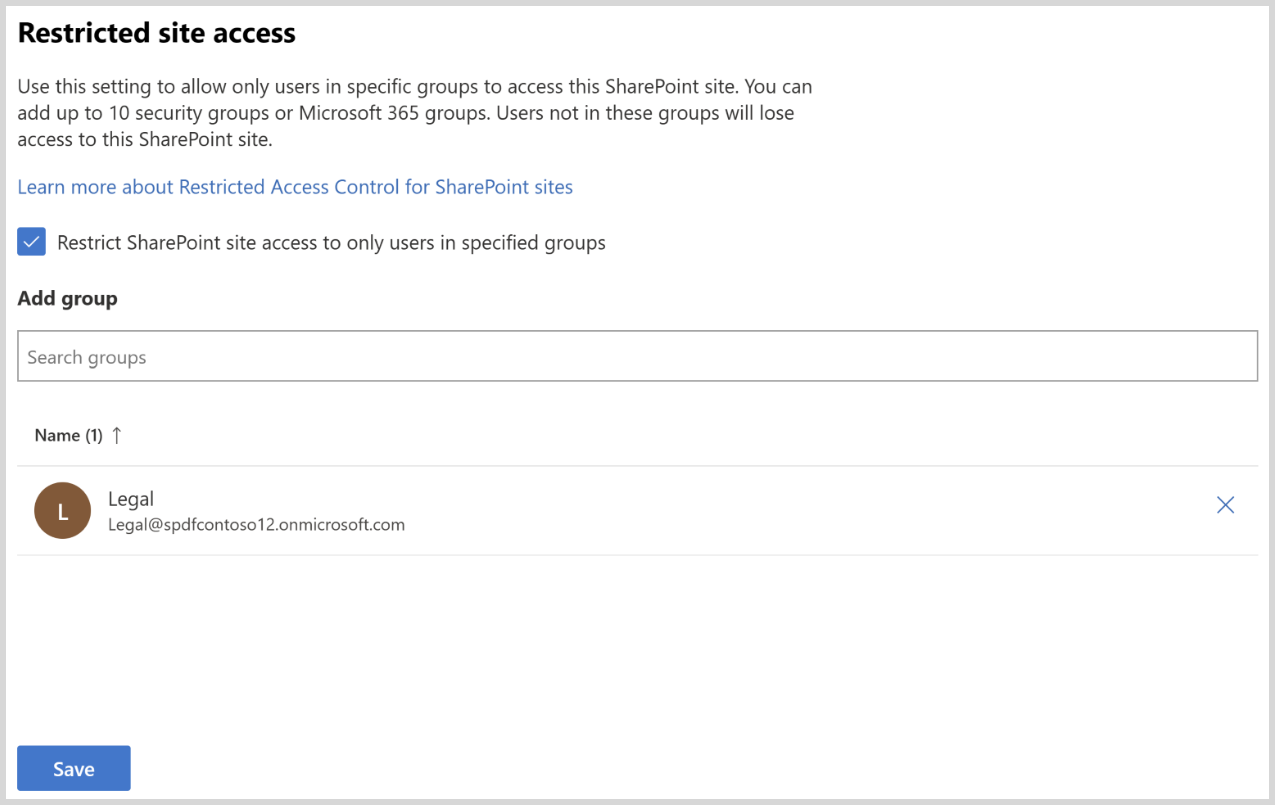 Restricted site access
Use this setting to allow only users in specific groups to access this SharePoint site. You can
add up to 10 security groups or Microsoft 365 groups. Users not in these groups will lose
access to this SharePoint site.
Learn more about Restricted Access Control for SharePoint sites
Restrict SharePoint site access to only users in specified groups
Add group
Search groups
Name (1) ↑
L
Legal
Legal@spdfcontoso12.onmicrosoft.com
Save